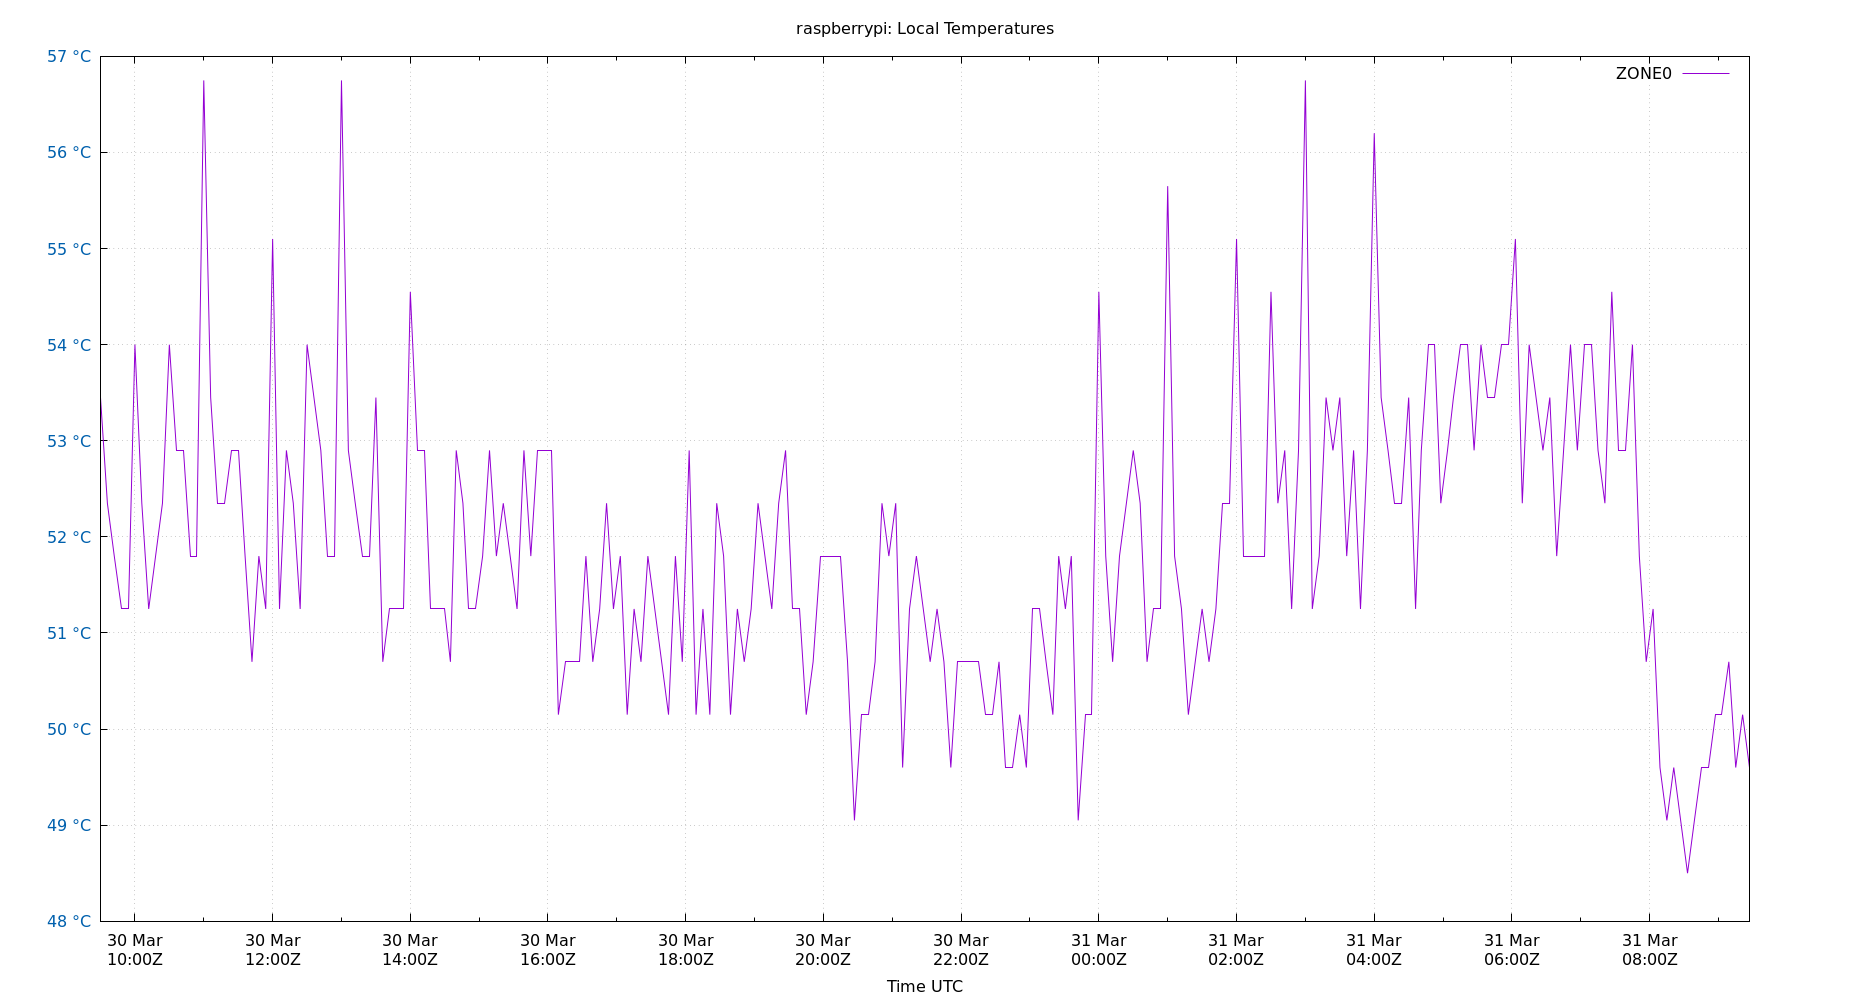 raspberrypi: Local Temperatures
57 °C
ZONE0
56 °C
55 °C
54 °C
53 °C
52 °C
51 °C
50 °C
49 °C
48 °C
30 Mar 30 Mar 30 Mar 30 Mar 30 Mar 30 Mar 30 Mar 31 Mar 31 Mar 31 Mar 31 Mar 31 Mar
10:00Z 12:00Z 14:00Z 16:00Z 18:00Z 20:00Z 22:00Z 00:00Z 02:00Z 04:00Z 06:00Z 08:00Z
Time UTC